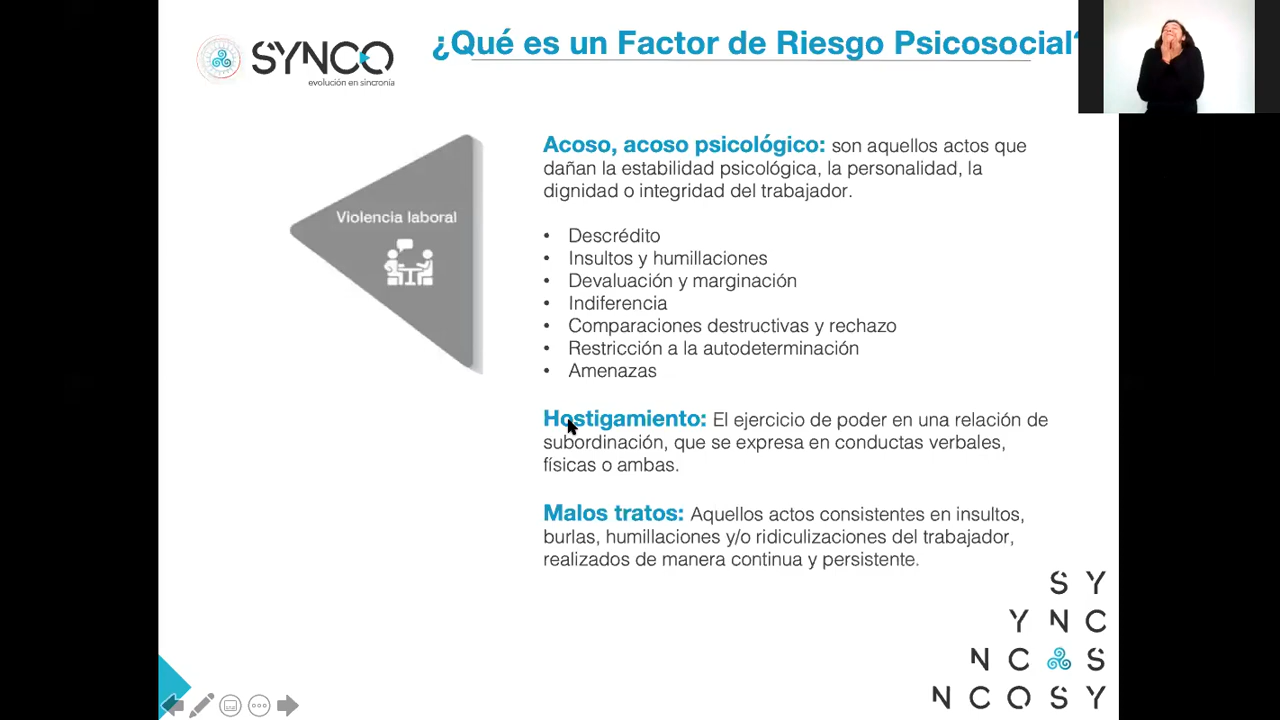 SYNCO
evolución en sincronía
¿Qué es un Factor de Riesgo Psicosocial?
Violencia laboral
Acoso, acoso psicológico: son aquellos actos que
dañan la estabilidad psicológica, la personalidad, la
dignidad o integridad del trabajador.
• Descrédito
• Insultos y humillaciones
• Devaluación y marginación
• Indiferencia
• Comparaciones destructivas y rechazo
• Restricción a la autodeterminación
• Amenazas
Hostigamiento: El ejercicio de poder en una relación de
subordinación, que se expresa en conductas verbales,
físicas o ambas.
Malos tratos: Aquellos actos consistentes en insultos,
burlas, humillaciones y/o ridiculizaciones del trabajador,
realizados de manera continua y persistente.
S Y
Y N C
N C S
N C O S Y